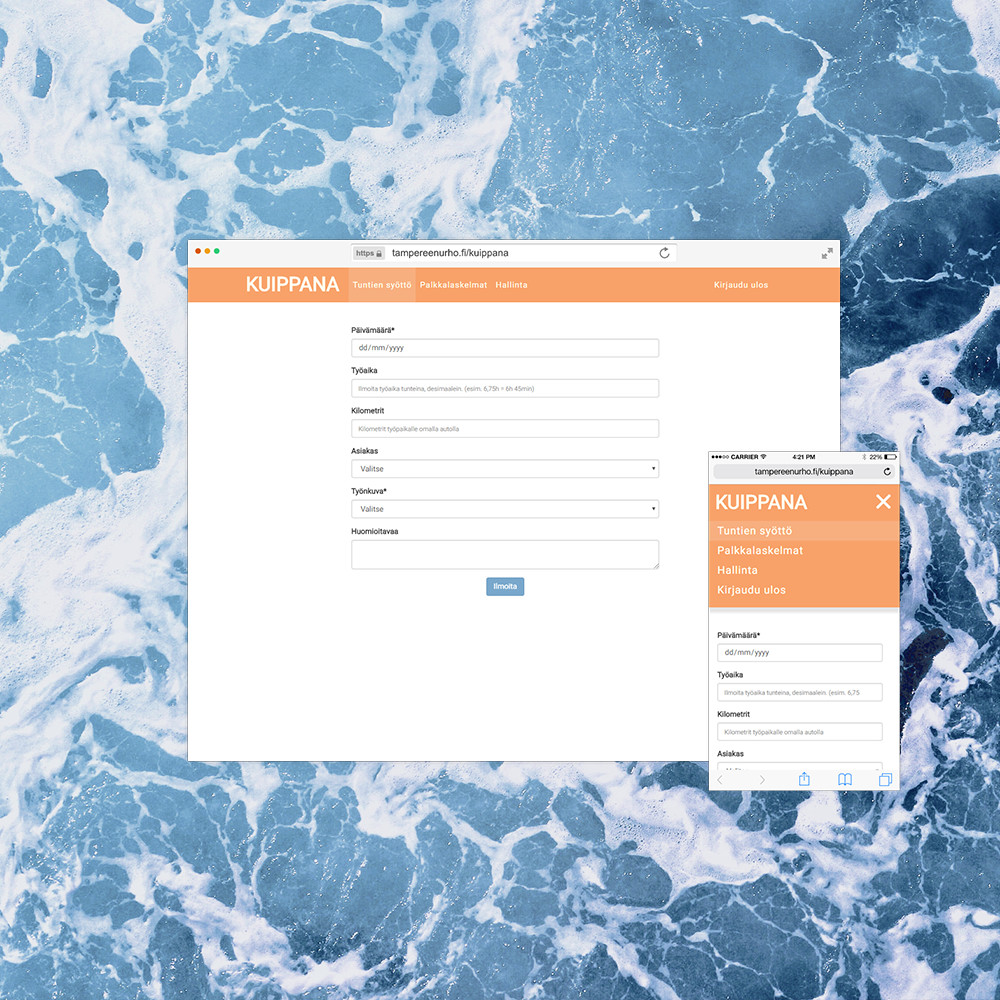 https tampereenurho.fi/kuippana
KUIPPANA Tuntien syöttö Palkkalaskelmat Hallinta Kirjaudu ulos
Päivämäärä*
dd/mm/yyyy
Työaika
Ilmoita työaika tunteina, desimaalein. (esim. 6,75h = 6h 45min)
Kilometrit
Kilometrit työpaikalle omalla autolla
Asiakas
Valitse
Työnkuva*
Valitse
Huomioitavaa
Ilmoita
CARRIER 4:21 PM 22%
tampereenurho.fi/kuippana
KUIPPANA
Tuntien syöttö
Palkkalaskelmat
Hallinta
Kirjaudu ulos
Päivämäärä*
dd/mm/yyyy
Työaika
Ilmoita työaika tunteina, desimaalein. (esim. 6,75
Kilometrit
Kilometrit työpaikalle omalla autolla
Asiakas